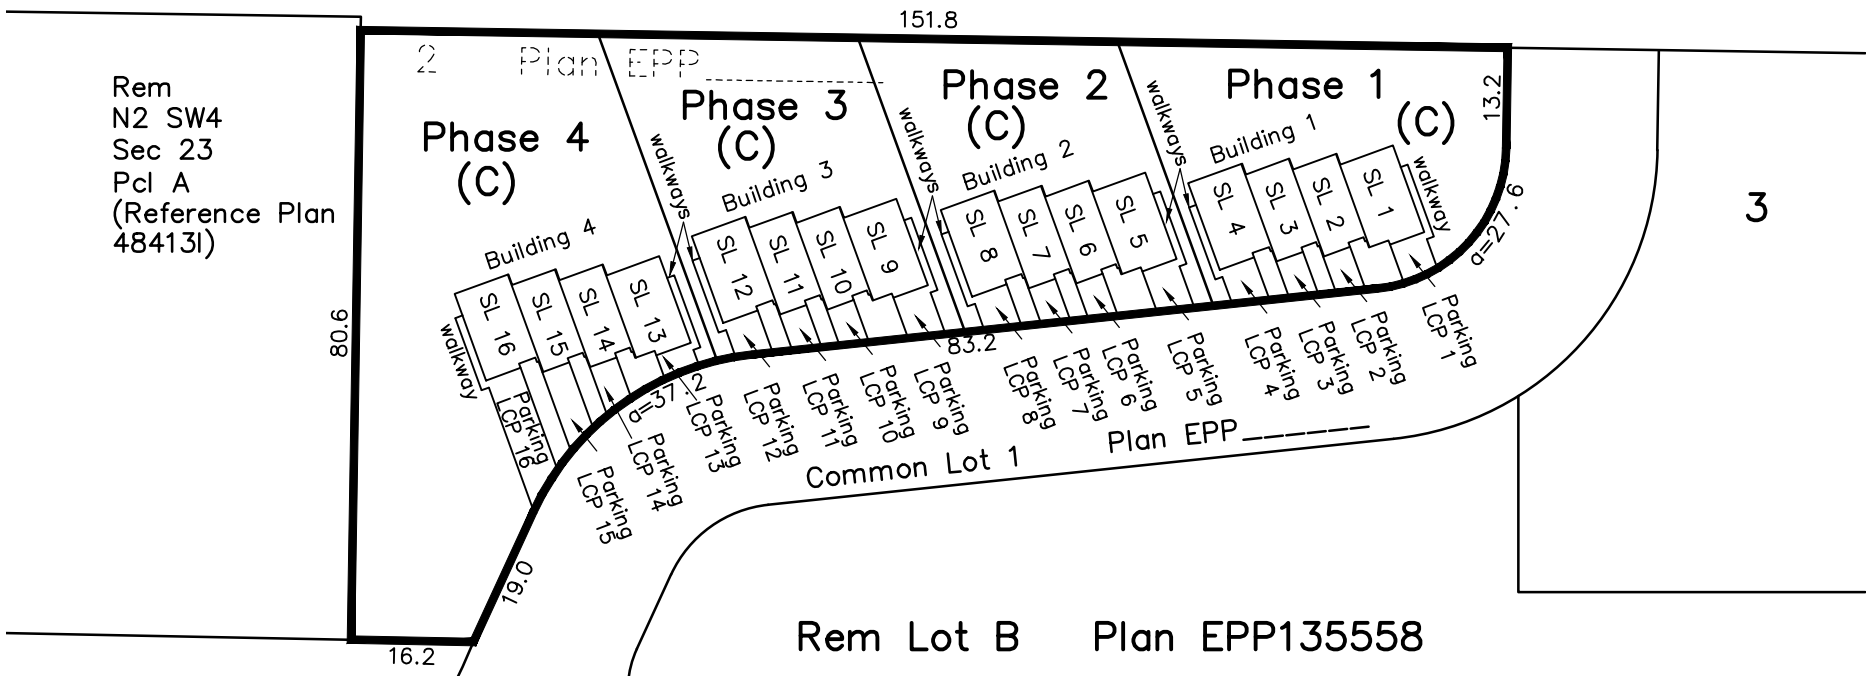 151.8
2 Plan EPP
Rem
N2 SW4
Sec 23
Pcl A
(Reference Plan
48413I)
Phase 4
(C)
Phase 3
(C)
Phase 2
(C)
Phase 1
(C)
13.2
walkways
walkways
walkways
walkway
Building 1
Building 2
Building 3
Building 4
SL 1
SL 2
SL 3
SL 4
SL 5
SL 6
SL 7
SL 8
SL 9
SL 10
SL 11
SL 12
SL 13
SL 14
SL 15
SL 16
walkway
3
a=27.6
80.6
83.2
a=37.2
Parking
LCP 1
Parking
LCP 2
Parking
LCP 3
Parking
LCP 4
Parking
LCP 5
Parking
LCP 6
Parking
LCP 7
Parking
LCP 8
Parking
LCP 9
Parking
LCP 10
Parking
LCP 11
Parking
LCP 12
Parking
LCP 13
Parking
LCP 14
Parking
LCP 15
Parking
LCP 16
Common Lot 1
Plan EPP______
19.0
16.2
Rem Lot B Plan EPP135558